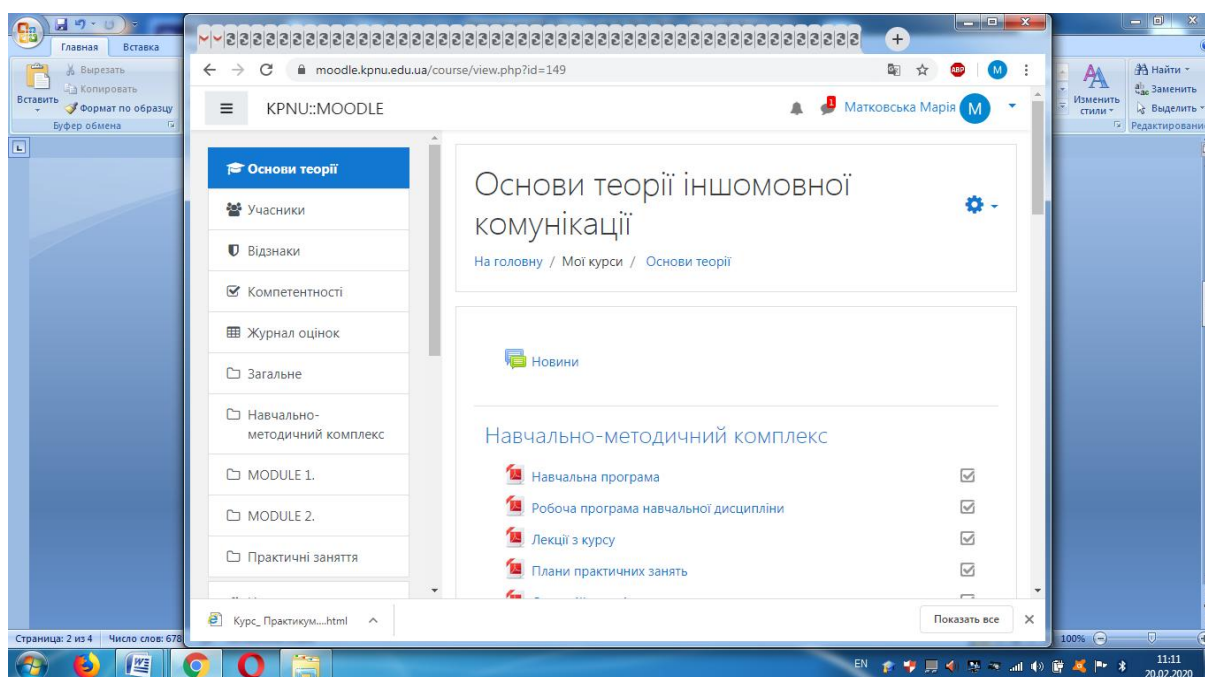 Главная Вставка
Вырезать
Копировать
Формат по образцу
Вставить
Буфер обмена
moodle.kpnu.edu.ua/course/view.php?id=149
ABP
M
KPNU::MOODLE
1
Матковська Марія M
Основи теорії
Учасники
Відзнаки
Компетентності
Журнал оцінок
Загальне
Навчально-
методичний комплекс
MODULE 1.
MODULE 2.
Практичні заняття
Основи теорії іншомовної
комунікації
На головну / Мої курси / Основи теорії
Новини
Навчально-методичний комплекс
Навчальна програма
Робоча програма навчальної дисципліни
Лекції з курсу
Плани практичних занять
Курс_ Практикум....html
Показать все
Найти
Заменить
Выделить
Изменить
стили
Страница: 2 из 4 Число слов: 678
100%
EN
11:11
20.02.2020